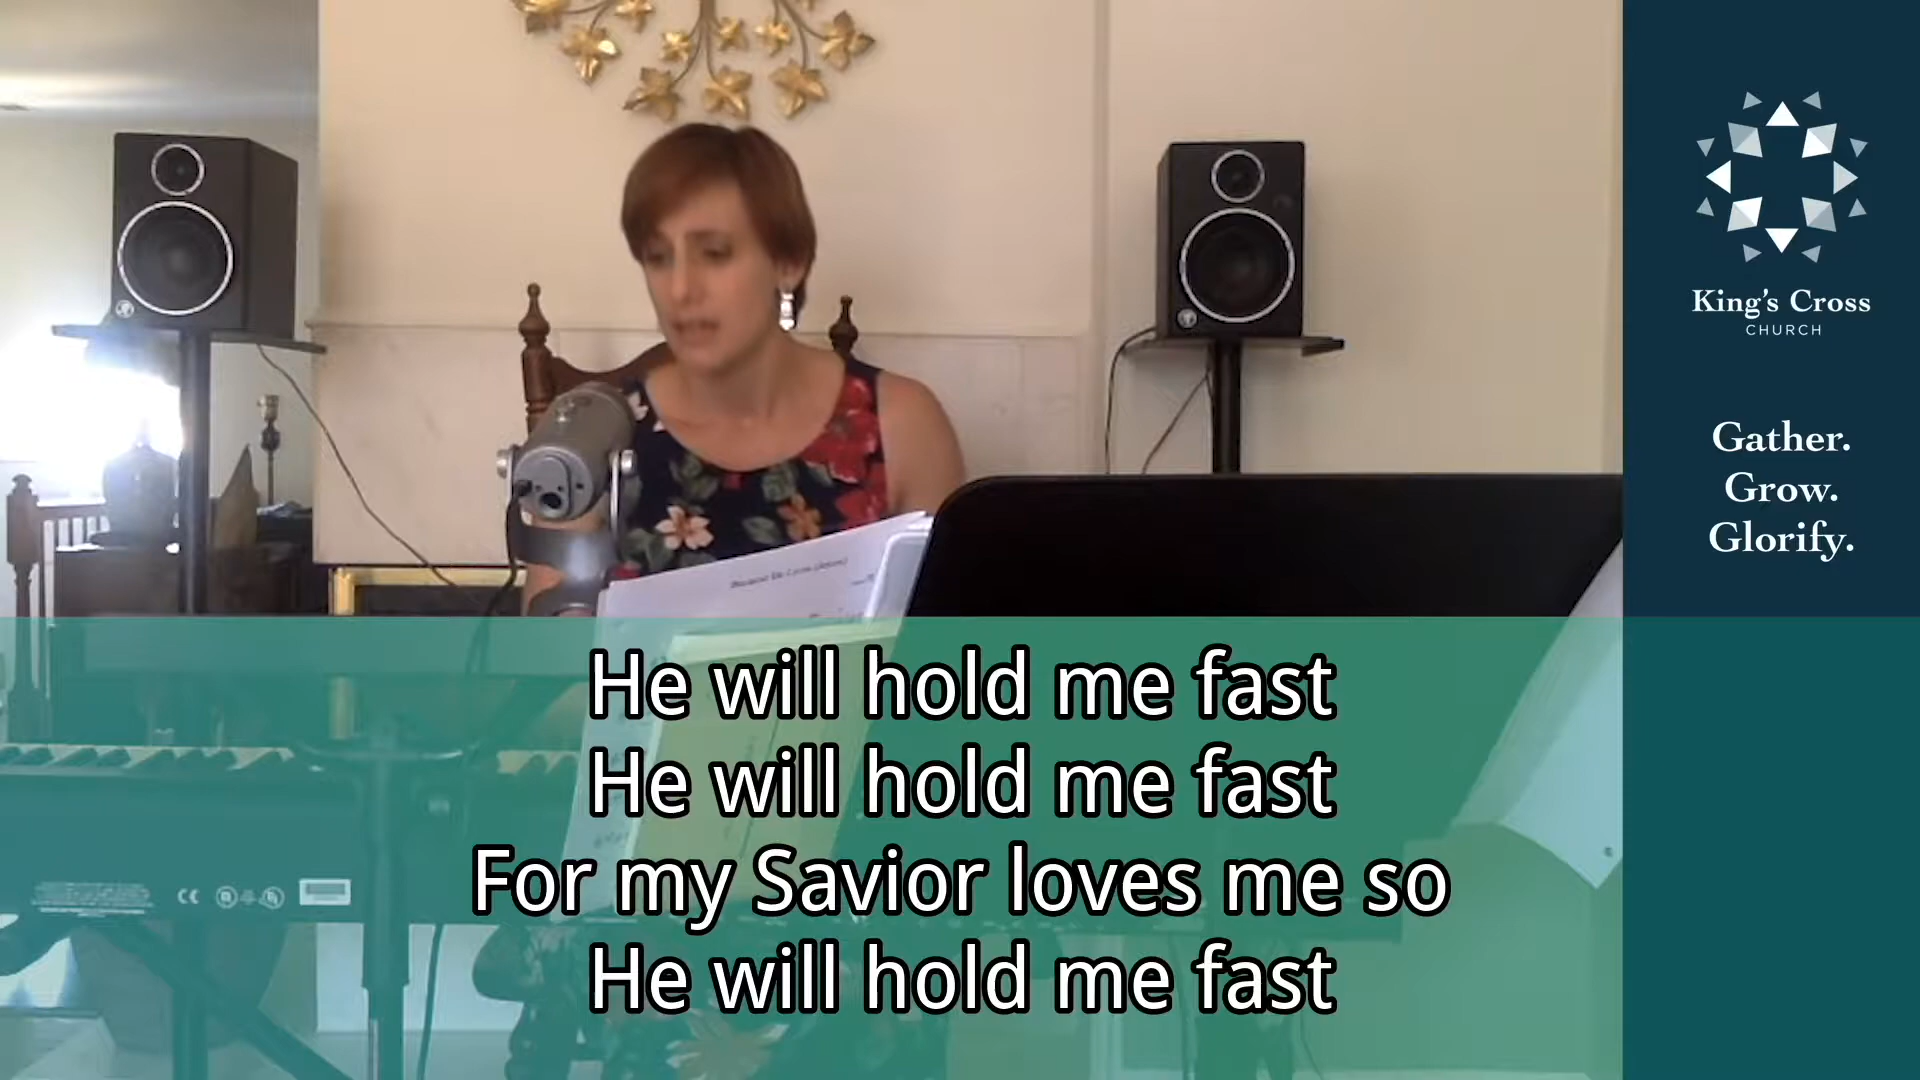 King's Cross
CHURCH
Gather.
Grow.
Glorify.
He will hold me fast
He will hold me fast
For my Savior loves me so
He will hold me fast